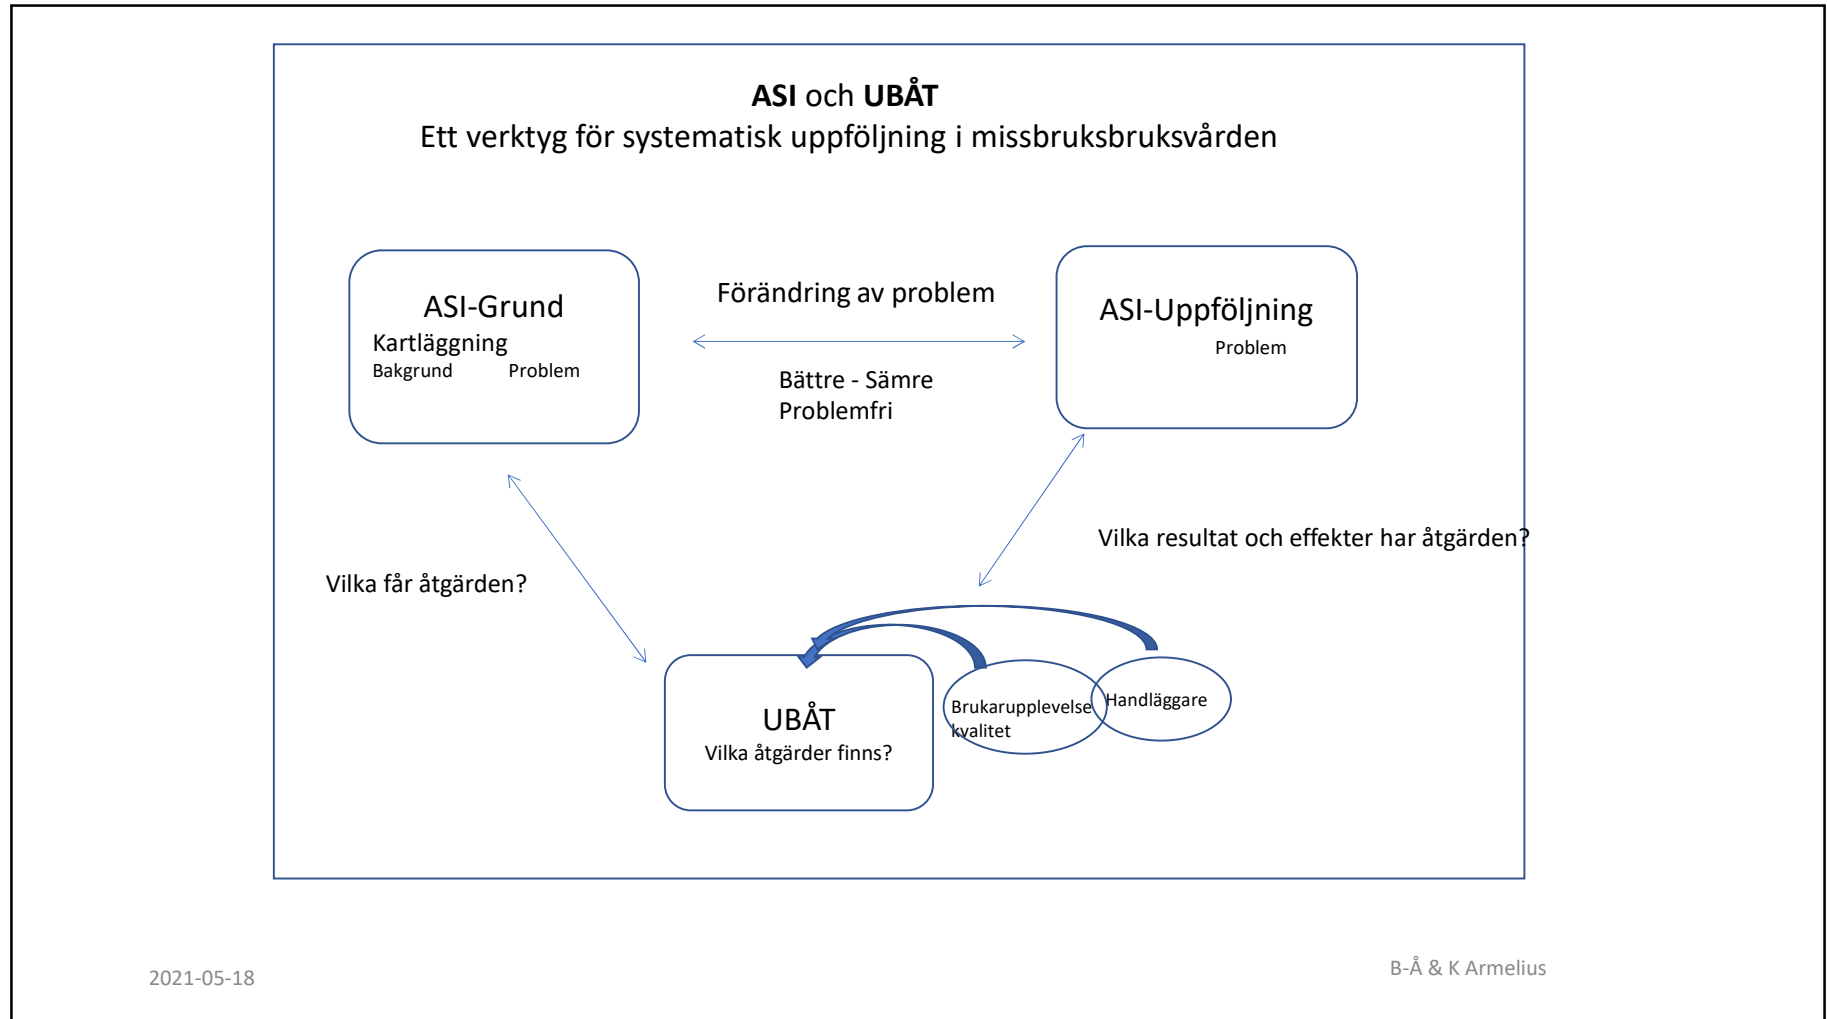 ASI och UBÅT
Ett verktyg för systematisk uppföljning i missbruksbruksvården
ASI-Grund
Kartläggning
Bakgrund Problem
Förändring av problem
Bättre - Sämre
Problemfri
ASI-Uppföljning
Problem
Vilka får åtgärden?
Vilka resultat och effekter har åtgärden?
UBÅT
Vilka åtgärder finns?
Brukarupplevelse
kvalitet
Handläggare
2021-05-18
B-Å & K Armelius